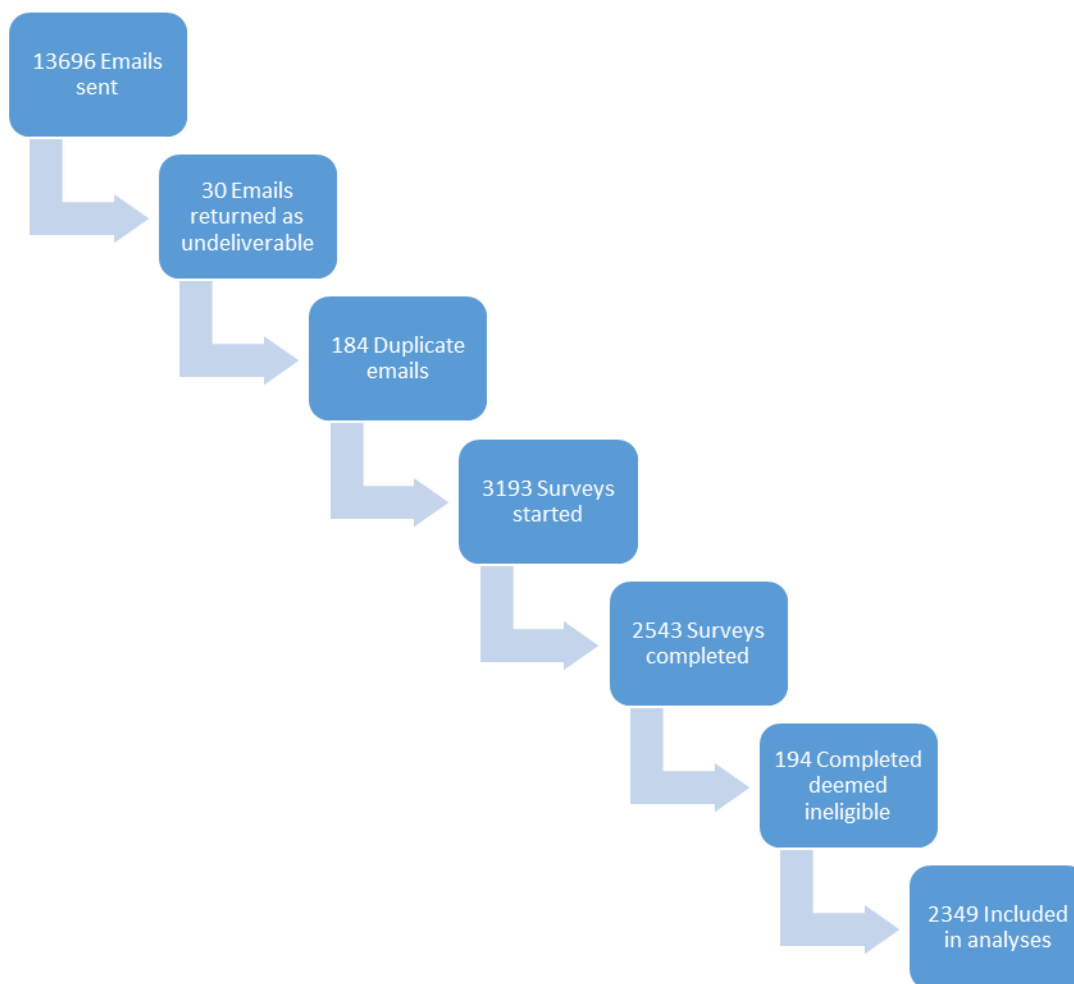 13696 Emails
sent
30 Emails
returned as
undeliverable
184 Duplicate
emails
3193 Surveys
started
2543 Surveys
completed
194 Completed
deemed
ineligible
2349 Included
in analyses